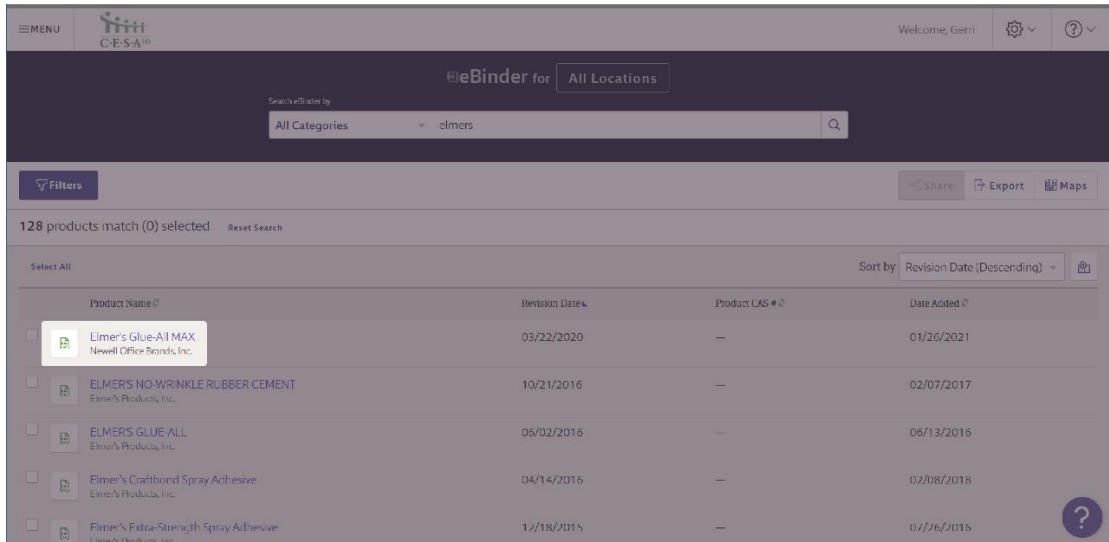 MENU
C·E·S·A 10
Welcome, Gerri
eBinder for All Locations
Search eBinder by
All Categories
elmers
Filters
Share
Export
Maps
128 products match (0) selected Reset Search
Select All
Sort by Revision Date (Descending)
Product Name Revision Date Product CAS # Date Added
Elmer's Glue-All MAX 03/22/2020 — 01/26/2021
Newell Office Brands, Inc.
ELMER'S NO-WRINKLE RUBBER CEMENT 10/21/2016 — 02/07/2017
Elmer's Products, Inc.
ELMER'S GLUE-ALL 06/02/2016 — 06/13/2016
Elmer's Products, Inc.
Elmer's Craftbond Spray Adhesive 04/14/2016 — 02/08/2018
Elmer's Products, Inc.
Elmer's Extra-Strength Spray Adhesive 12/18/2015 — 07/26/2016
Elmer's Products, Inc.
?